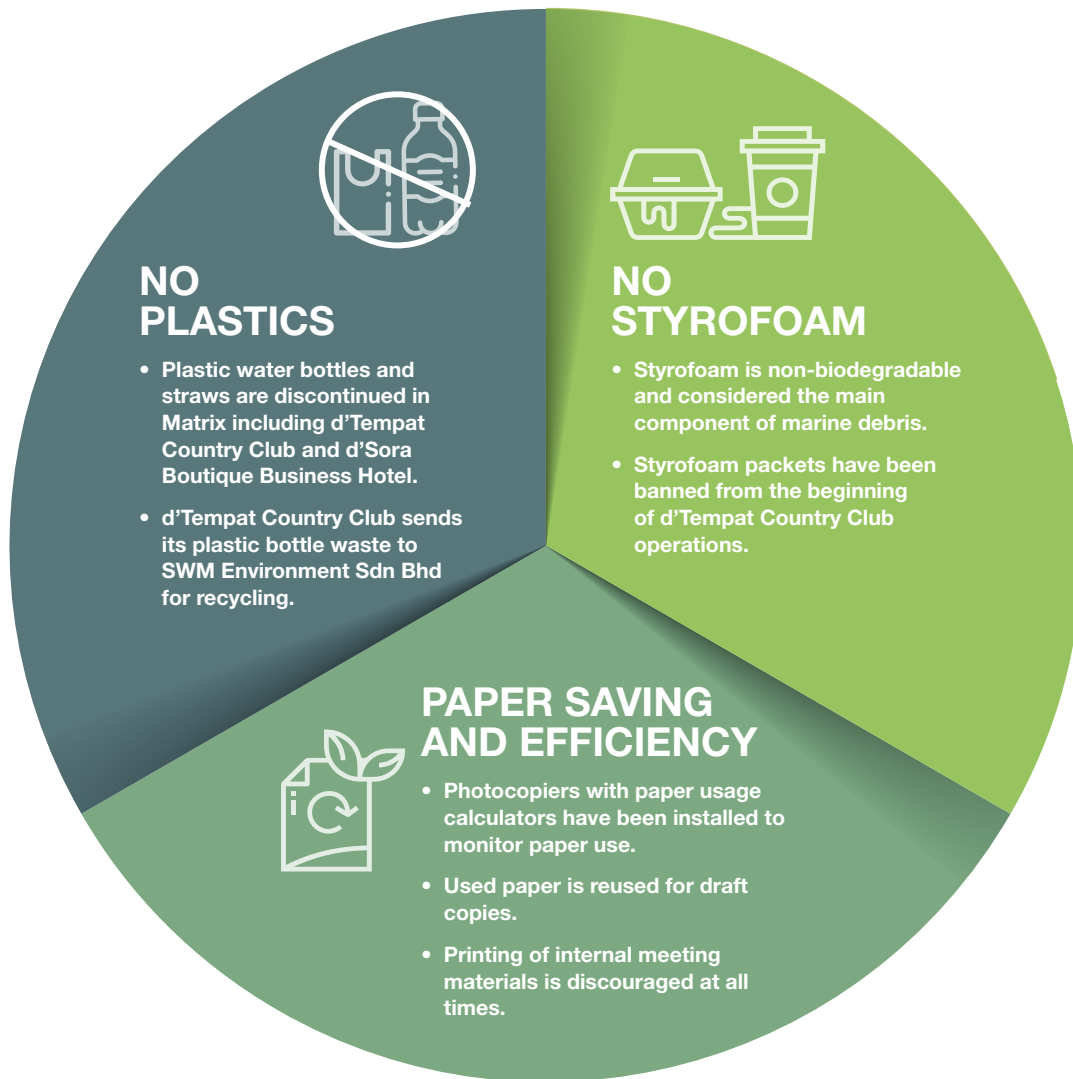 NO
PLASTICS
• Plastic water bottles and
straws are discontinued in
Matrix including d’Tempat
Country Club and d’Sora
Boutique Business Hotel.
• d’Tempat Country Club sends
its plastic bottle waste to
SWM Environment Sdn Bhd
for recycling.
NO
STYROFOAM
• Styrofoam is non-biodegradable
and considered the main
component of marine debris.
• Styrofoam packets have been
banned from the beginning
of d’Tempat Country Club
operations.
PAPER SAVING
AND EFFICIENCY
• Photocopiers with paper usage
calculators have been installed to
monitor paper use.
• Used paper is reused for draft
copies.
• Printing of internal meeting
materials is discouraged at all
times.